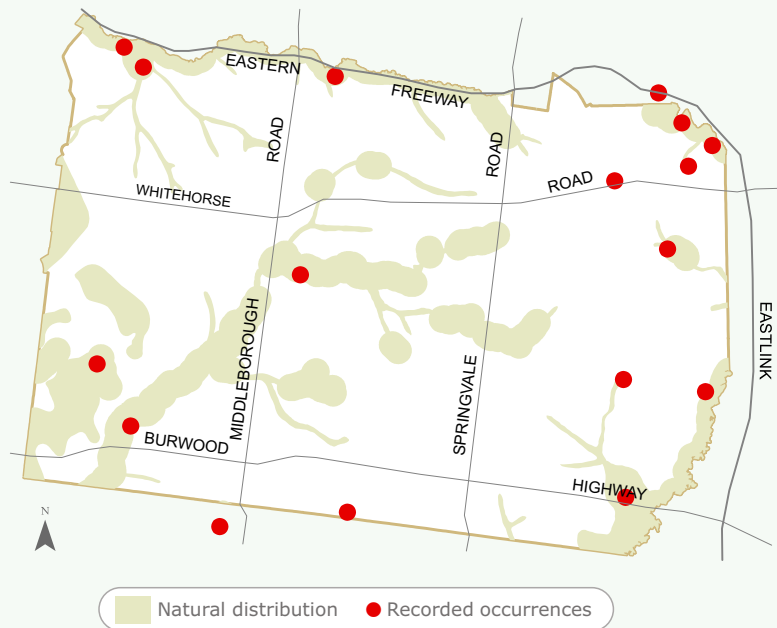 EASTERN
FREEWAY
ROAD
ROAD
WHITEHORSE
ROAD
MIDDLEBOROUGH
SPRINGVALE
EASTLINK
BURWOOD
HIGHWAY
N
Natural distribution
Recorded occurrences